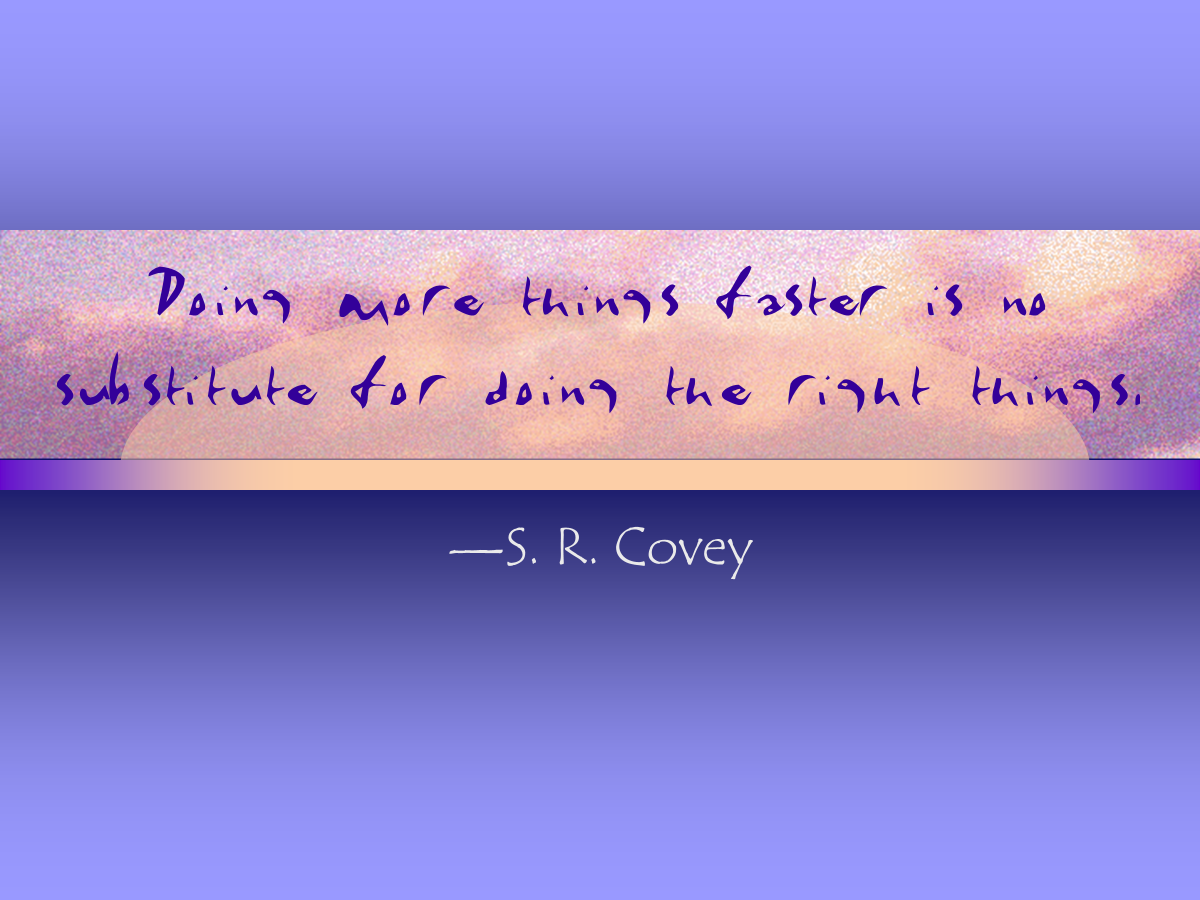 Doing more things faster is no
substitute for doing the right things.
—S. R. Covey